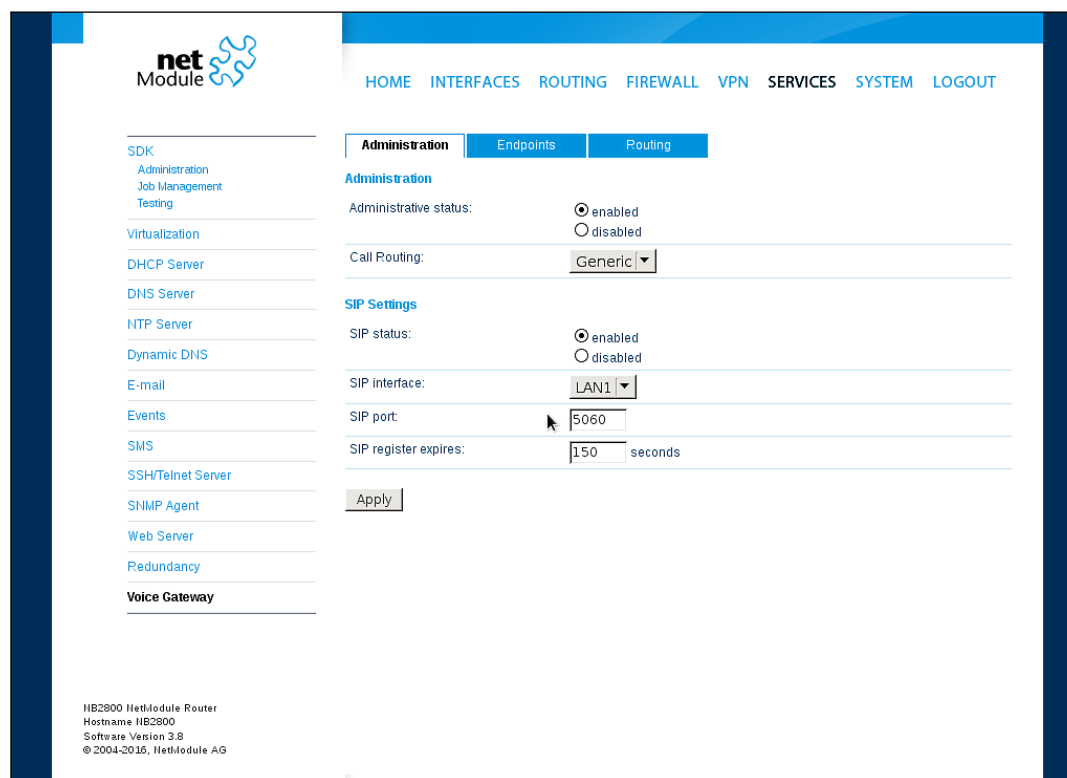 net
Module
HOME INTERFACES ROUTING FIREWALL VPN SERVICES SYSTEM LOGOUT
SDK
Administration
Job Management
Testing
Virtualization
DHCP Server
DNS Server
NTP Server
Dynamic DNS
E-mail
Events
SMS
SSH/Telnet Server
SNMP Agent
Web Server
Redundancy
Voice Gateway
Administration Endpoints Routing
Administration
Administrative status: enabled
disabled
Call Routing: Generic
SIP Settings
SIP status: enabled
disabled
SIP interface: LAN1
SIP port: 5060
SIP register expires: 150 seconds
Apply
NB2800 NetModule Router
Hostname NB2800
Software Version 3.8
© 2004-2016, NetModule AG